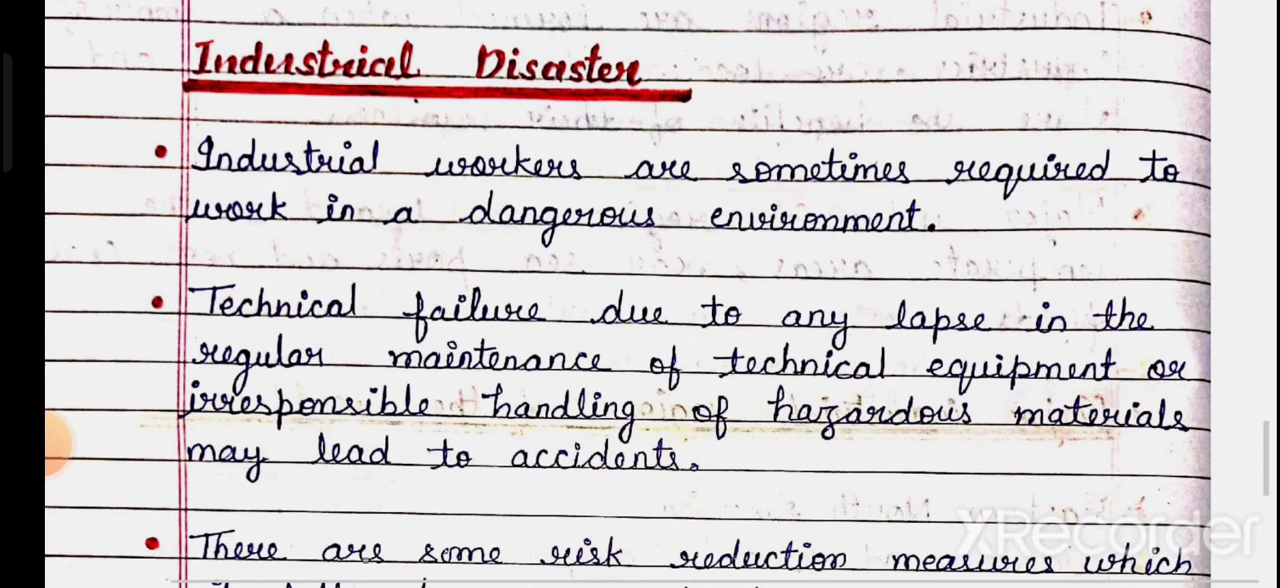 Industrial Disaster
• Industrial workers are sometimes required to
work in a dangerous environment.
• Technical failure due to any lapse in the
regular maintenance of technical equipment or
irresponsible handling of hazardous materials
may lead to accidents.
XRecorder
• There are some risk reduction measures which